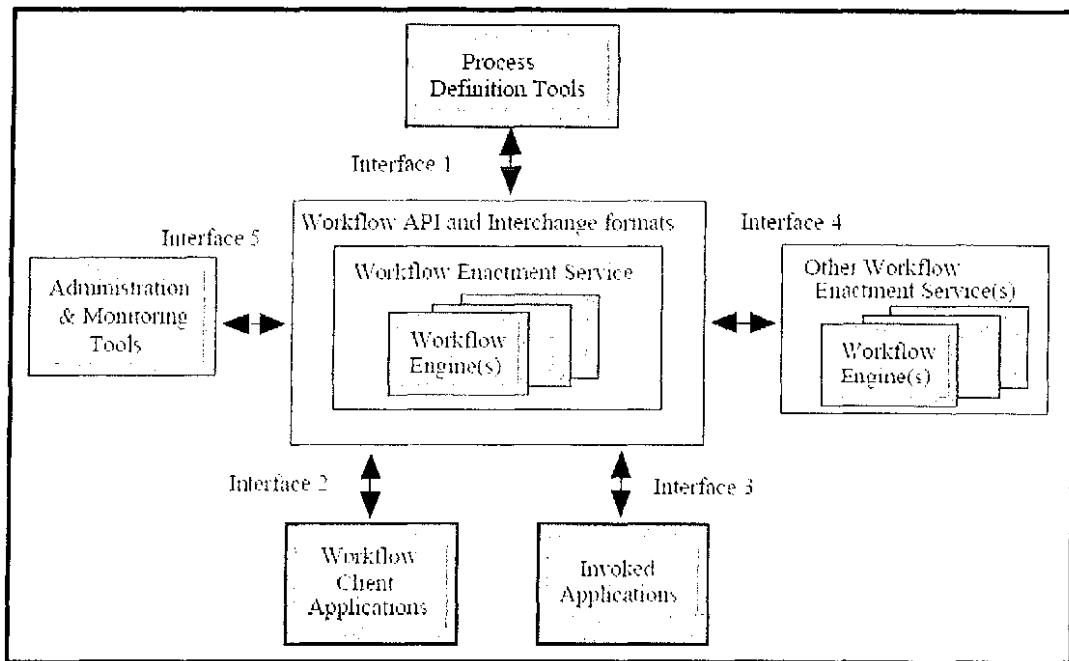 Process
Definition Tools
Interface 1
Workflow API and Interchange formats
Interface 4
Interface 5
Workflow Enactment Service
Other Workflow
Enactment Service(s)
Administration
& Monitoring
Tools
Workflow
Engine(s)
Workflow
Engine(s)
Interface 2
Interface 3
Workflow
Client
Applications
Invoked
Applications